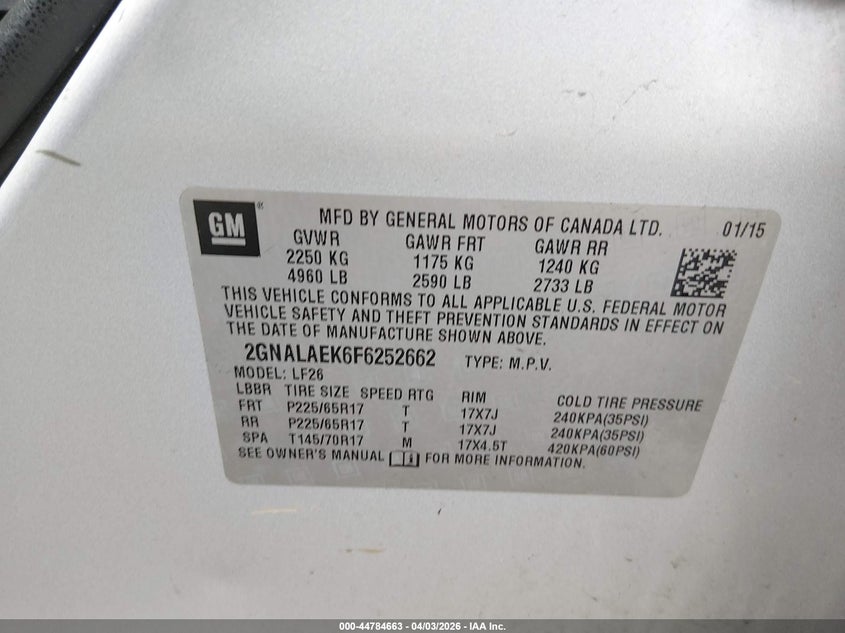 GM ®
MFD BY GENERAL MOTORS OF CANADA LTD. 01/15
GVWR GAWR FRT GAWR RR
2250 KG 1175 KG 1240 KG
4960 LB 2590 LB 2733 LB
THIS VEHICLE CONFORMS TO ALL APPLICABLE U.S. FEDERAL MOTOR
VEHICLE SAFETY AND THEFT PREVENTION STANDARDS IN EFFECT ON
THE DATE OF MANUFACTURE SHOWN ABOVE.
2GNALAEK6F6252662 TYPE: M.P.V.
MODEL: LF26
LBBR TIRE SIZE SPEED RTG RIM COLD TIRE PRESSURE
FRT P225/65R17 T 17X7J 240KPA(35PSI)
RR P225/65R17 T 17X7J 240KPA(35PSI)
SPA T145/70R17 M 17X4.5T 420KPA(60PSI)
SEE OWNER'S MANUAL FOR MORE INFORMATION.
000-44784663 - 04/03/2026 - IAA Inc.